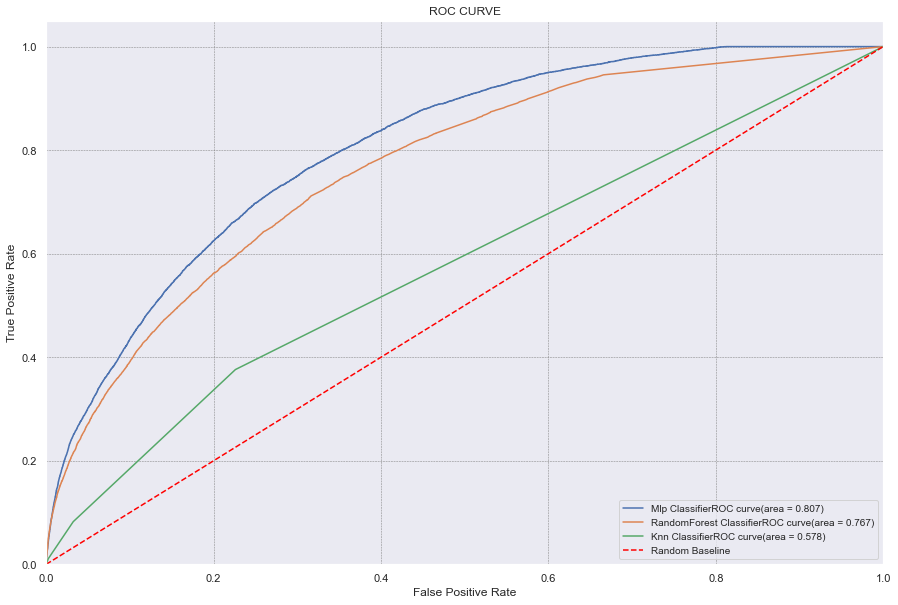 ROC CURVE
1.0
0.8
0.6
0.4
0.2
0.0
True Positive Rate
0.0 0.2 0.4 0.6 0.8 1.0
False Positive Rate
Mlp ClassifierROC curve(area = 0.807)
RandomForest ClassifierROC curve(area = 0.767)
Knn ClassifierROC curve(area = 0.578)
Random Baseline